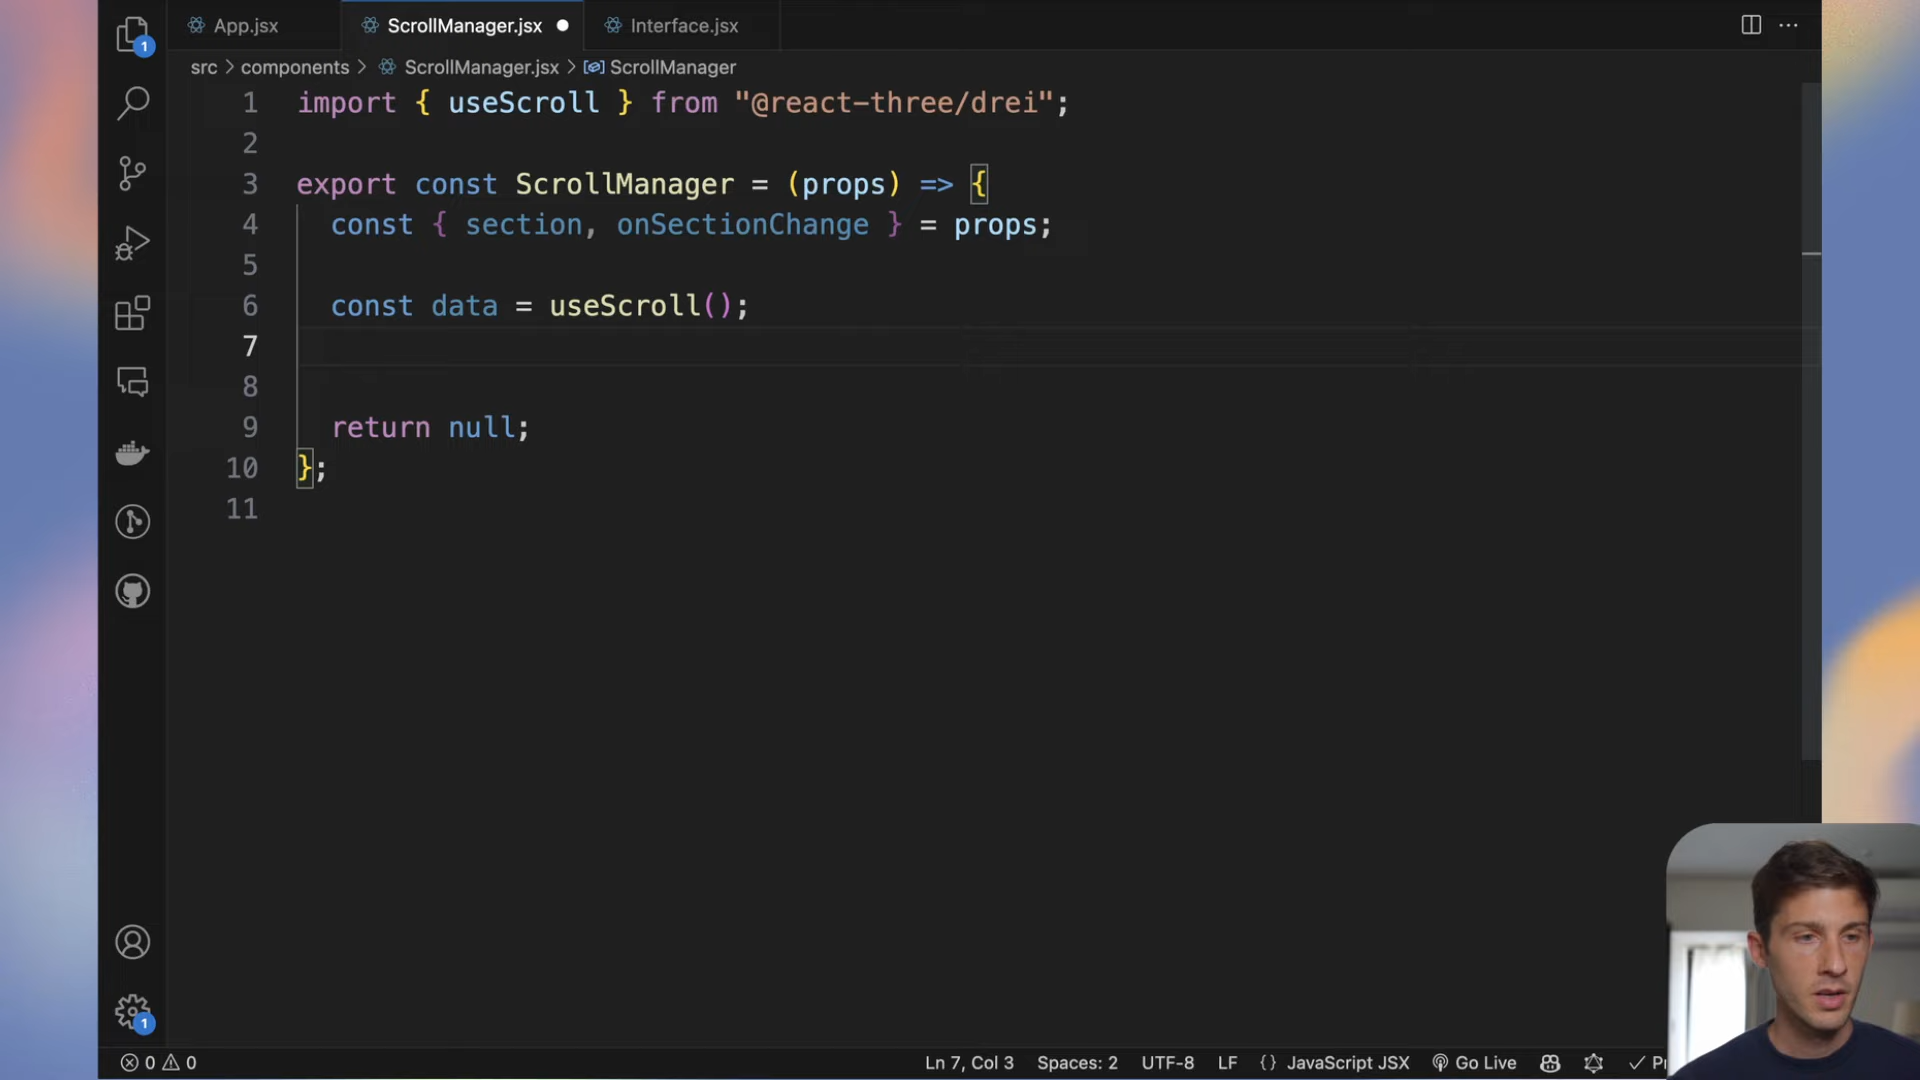 App.jsx
ScrollManager.jsx
Interface.jsx
1
src components ScrollManager.jsx ScrollManager
1 import { useScroll } from "@react-three/drei";
2
3 export const ScrollManager = (props) => {
4 const { section, onSectionChange } = props;
5
6 const data = useScroll();
7
8
9 return null;
10 };
11
1
0 0
Ln 7, Col 3
Spaces: 2
UTF-8
LF
{} JavaScript JSX
Go Live